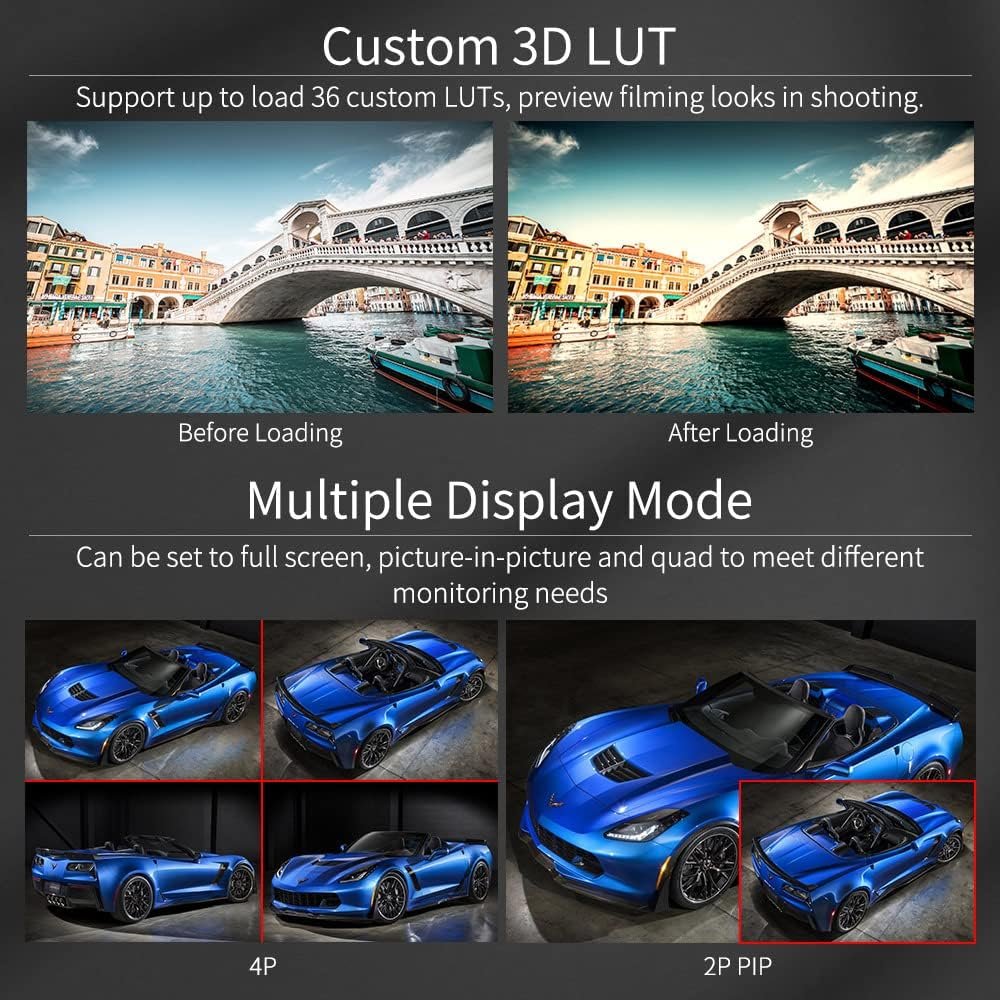 Custom 3D LUT
Support up to load 36 custom LUTs, preview filming looks in shooting.
Before Loading
After Loading
Multiple Display Mode
Can be set to full screen, picture-in-picture and quad to meet different
monitoring needs
4P
2P PIP